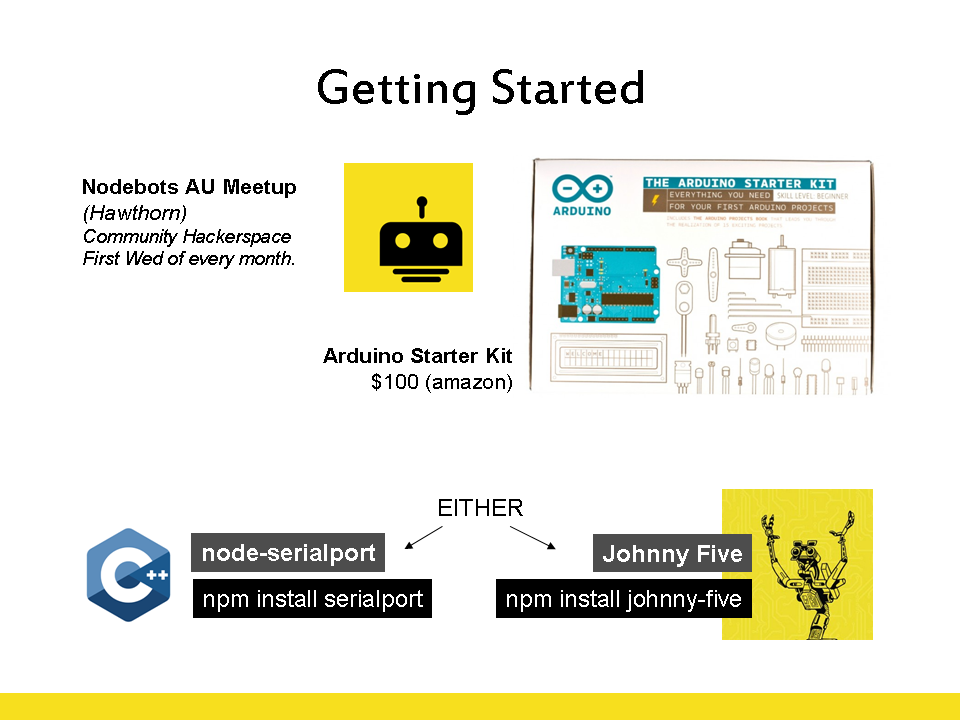 Getting Started
Nodebots AU Meetup
(Hawthorn)
Community Hackerspace
First Wed of every month.
ARDUINO
THE ARDUINO STARTER KIT
EVERYTHING YOU NEED SKILL LEVEL: BEGINNER
FOR YOUR FIRST ARDUINO PROJECTS
INCLUDES THE ARDUINO PROJECTS BOOK THAT LEADS YOU THROUGH
THE REALIZATION OF 15 EXCITING PROJECTS
WELCOME
Arduino Starter Kit
$100 (amazon)
EITHER
C++
node-serialport
npm install serialport
Johnny Five
npm install johnny-five